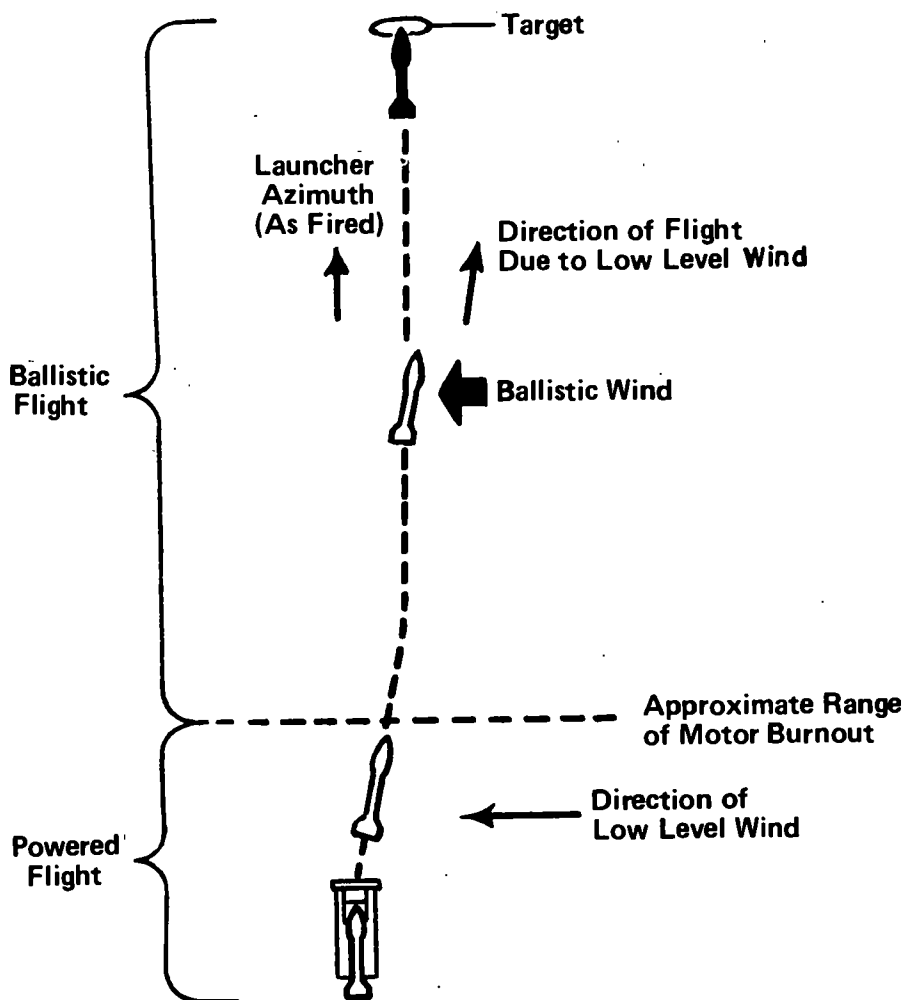 Target
Launcher
Azimuth
(As Fired)
Direction of Flight
Due to Low Level Wind
Ballistic
Flight
Ballistic Wind
Approximate Range
of Motor Burnout
Direction of
Low Level Wind
Powered
Flight